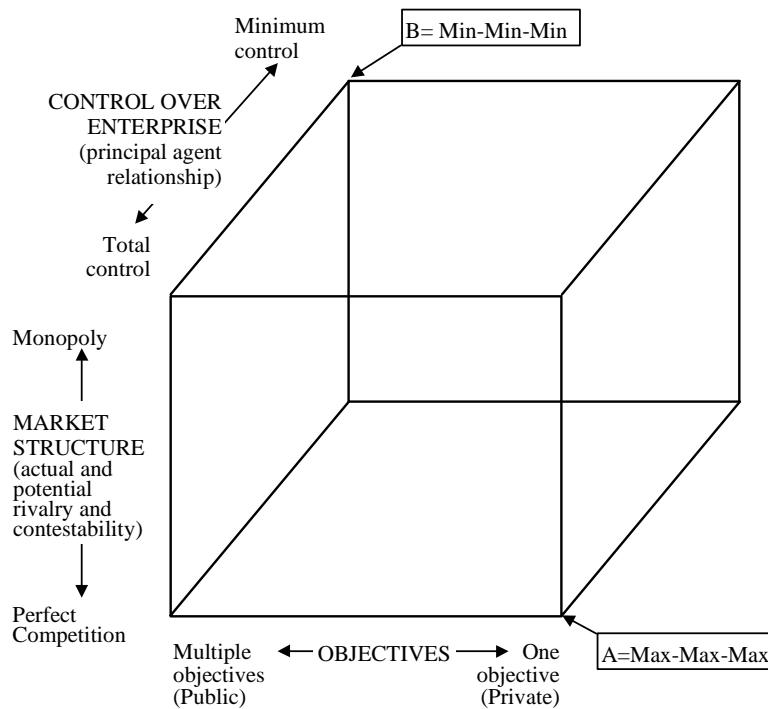 Minimum
control
B= Min-Min-Min
CONTROL OVER
ENTERPRISE
(principal agent
relationship)
Total
control
Monopoly
MARKET
STRUCTURE
(actual and
potential
rivalry and
contestability)
Perfect
Competition
Multiple
objectives
(Public)
OBJECTIVES
One
objective
(Private)
A=Max-Max-Max